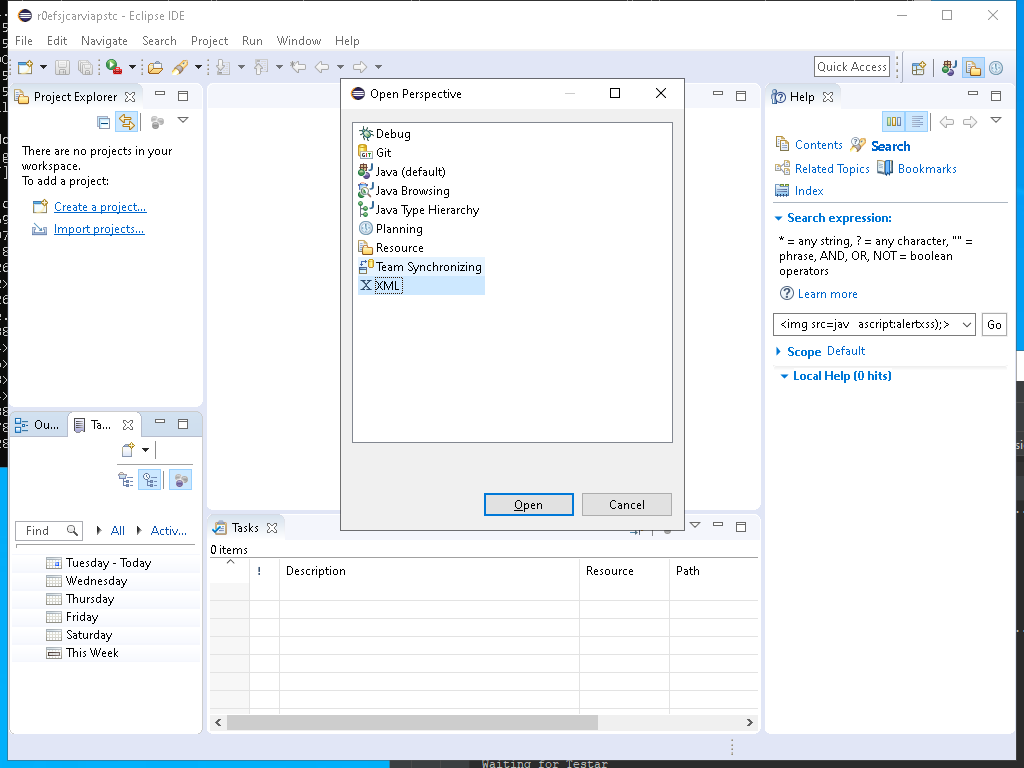 r0efsjcarviapstc - Eclipse IDE
File Edit Navigate Search Project Run Window Help
Quick Access
Project Explorer
There are no projects in your
workspace.
To add a project:
Create a project...
Import projects...
Open Perspective
Debug
Git
Java (default)
Java Browsing
Java Type Hierarchy
Planning
Resource
Team Synchronizing
XML
Open Cancel
Help
Contents Search
Related Topics Bookmarks
Index
Search expression:
* = any string, ? = any character, "" =
phrase, AND, OR, NOT = boolean
operators
Learn more
<img src=jav ascript:alertxss);> Go
Scope Default
Local Help (0 hits)
Ou... Ta...
Find All Activ...
Tuesday - Today
Wednesday
Thursday
Friday
Saturday
This Week
Tasks
0 items
! Description Resource Path
Waiting for Testar